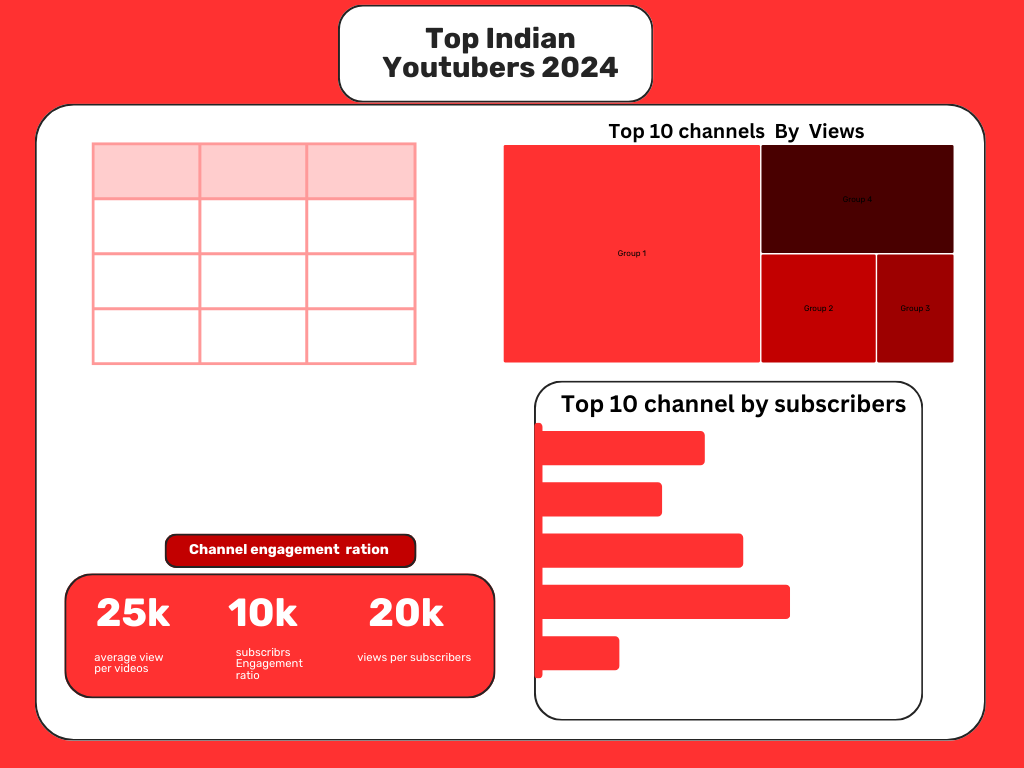 Top Indian
Youtubers 2024
Top 10 channels By Views
Group 1
Group 4
Group 2
Group 3
Top 10 channel by subscribers
Channel engagement ration
25k
10k
20k
average view
per videos
subscribrs
Engagement
ratio
views per subscribers